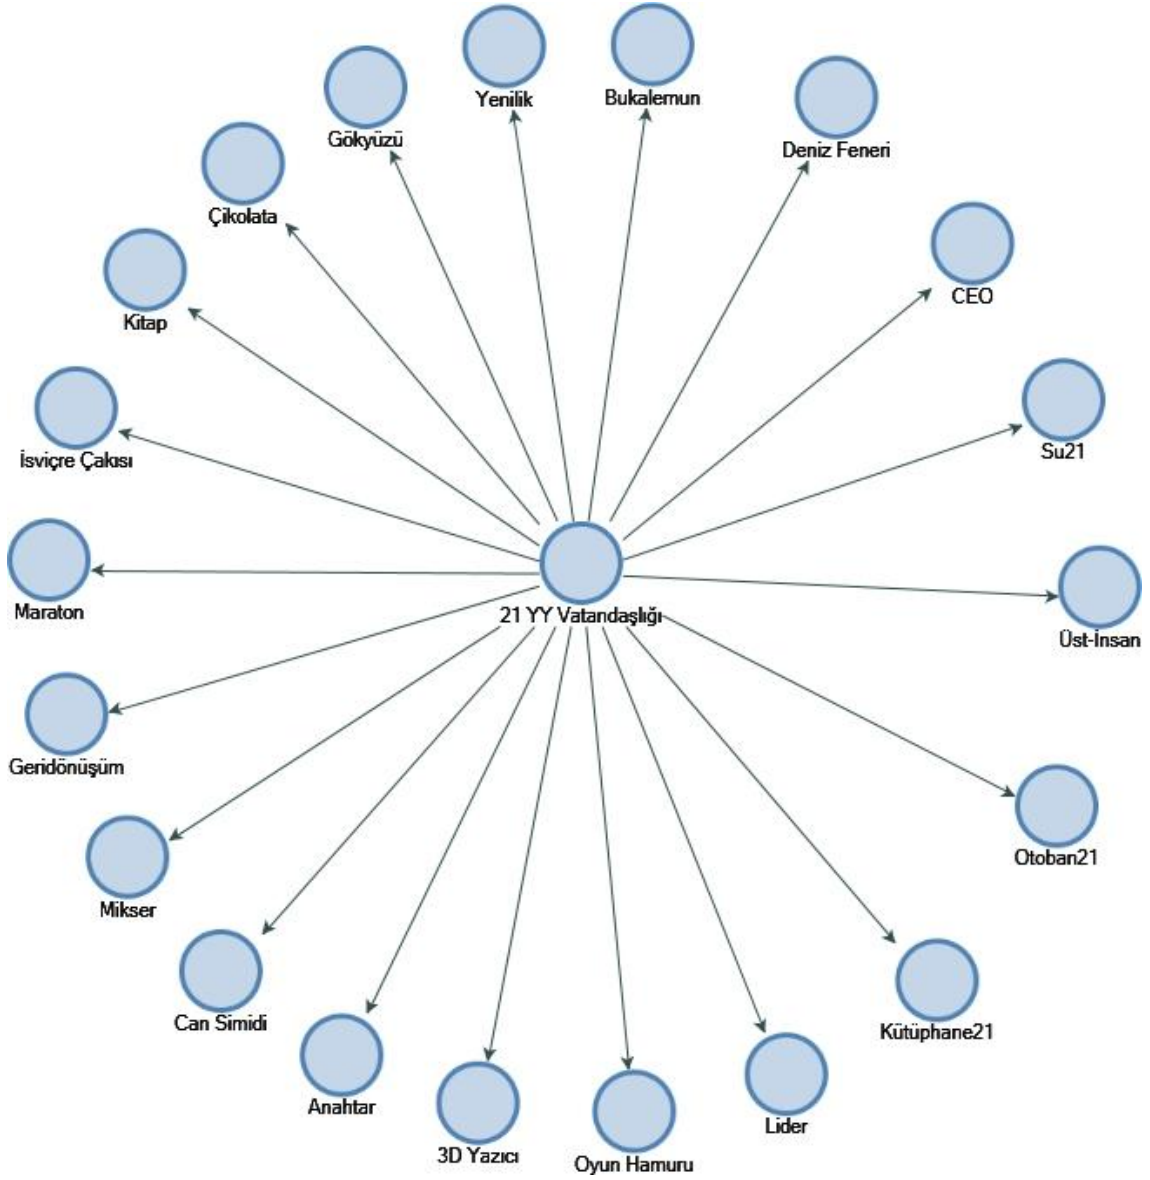 Yenilik
Bukalemun
Gökyüzü
Deniz Feneri
Çikolata
CEO
Kitap
Su21
İsviçre Çakısı
Maraton
21 YY Vatandaşlığı
Üst-İnsan
Geridönüşüm
Otoban21
Mikser
Can Simidi
Kütüphane21
Anahtar
Lider
3D Yazıcı
Oyun Hamuru